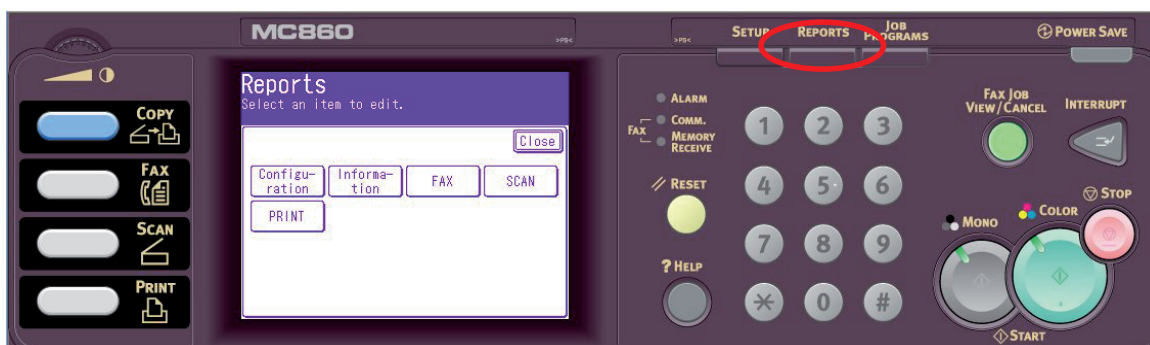 MC860
>PS<
>PS<
SETUP
REPORTS
JOB
PROGRAMS
POWER SAVE
COPY
FAX
SCAN
PRINT
Reports
Select an item to edit.
Close
Configu-
ration
Informa-
tion
FAX
SCAN
PRINT
ALARM
FAX
COMM.
MEMORY
RECEIVE
RESET
? HELP
1
2
3
4
5
6
7
8
9
*
0
#
FAX JOB
VIEW/CANCEL
INTERRUPT
STOP
MONO
COLOR
START